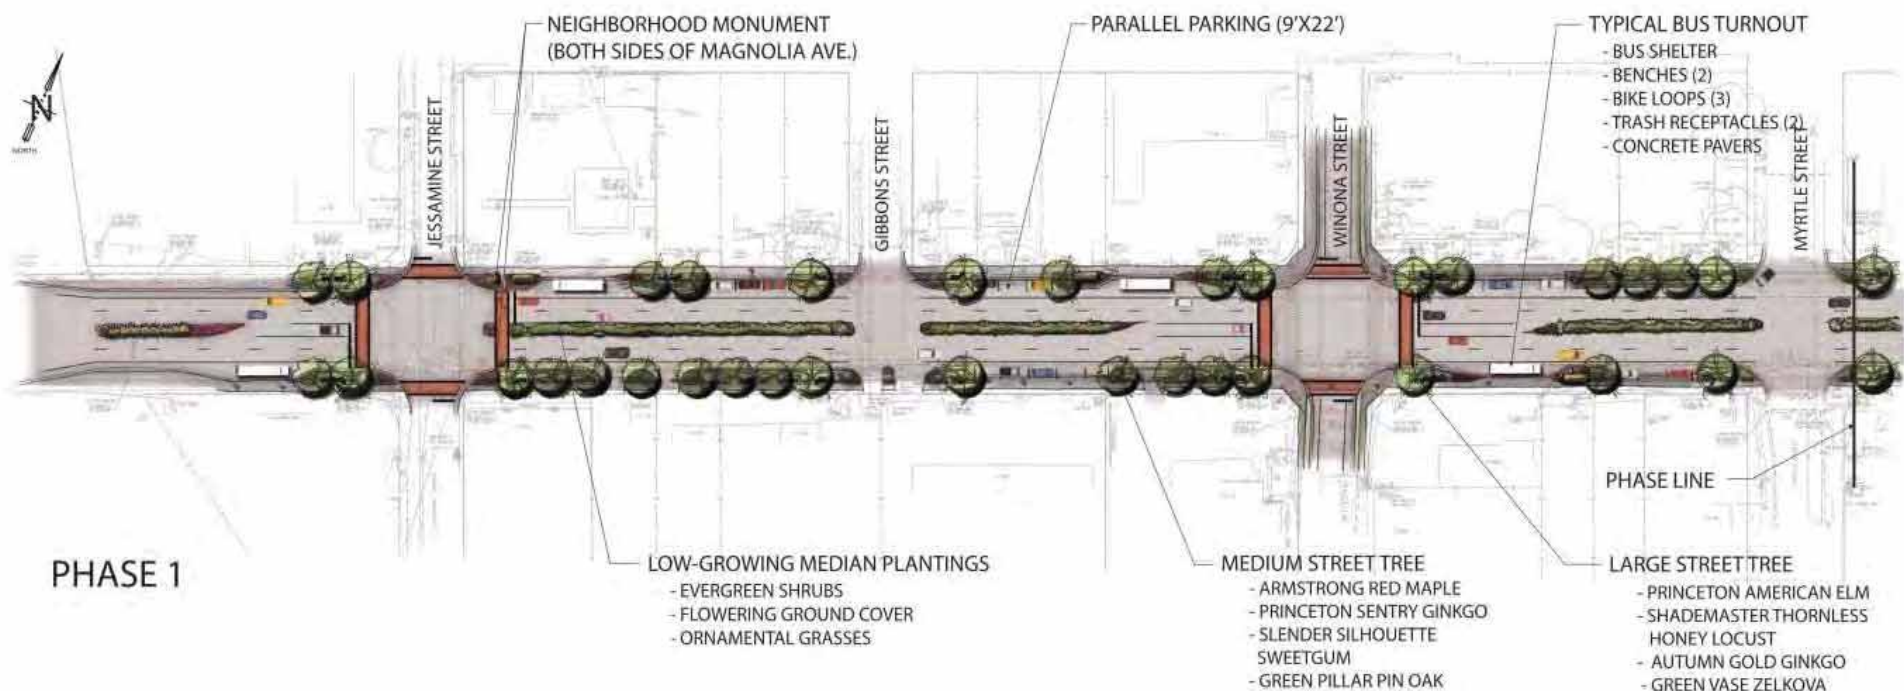 NEIGHBORHOOD MONUMENT
(BOTH SIDES OF MAGNOLIA AVE.)
PARALLEL PARKING (9'X22')
TYPICAL BUS TURNOUT
- BUS SHELTER
- BENCHES (2)
- BIKE LOOPS (3)
- TRASH RECEPTACLES (2)
- CONCRETE PAVERS
N
NORTH
JESSAMINE STREET
GIBBONS STREET
WINONA STREET
MYRTLE STREET
PHASE LINE
PHASE 1
LOW-GROWING MEDIAN PLANTINGS
- EVERGREEN SHRUBS
- FLOWERING GROUND COVER
- ORNAMENTAL GRASSES
MEDIUM STREET TREE
- ARMSTRONG RED MAPLE
- PRINCETON SENTRY GINKGO
- SLENDER SILHOUETTE
SWEETGUM
- GREEN PILLAR PIN OAK
LARGE STREET TREE
- PRINCETON AMERICAN ELM
- SHADEMASTER THORNLESS
HONEY LOCUST
- AUTUMN GOLD GINKGO
- GREEN VASE ZELKOVA